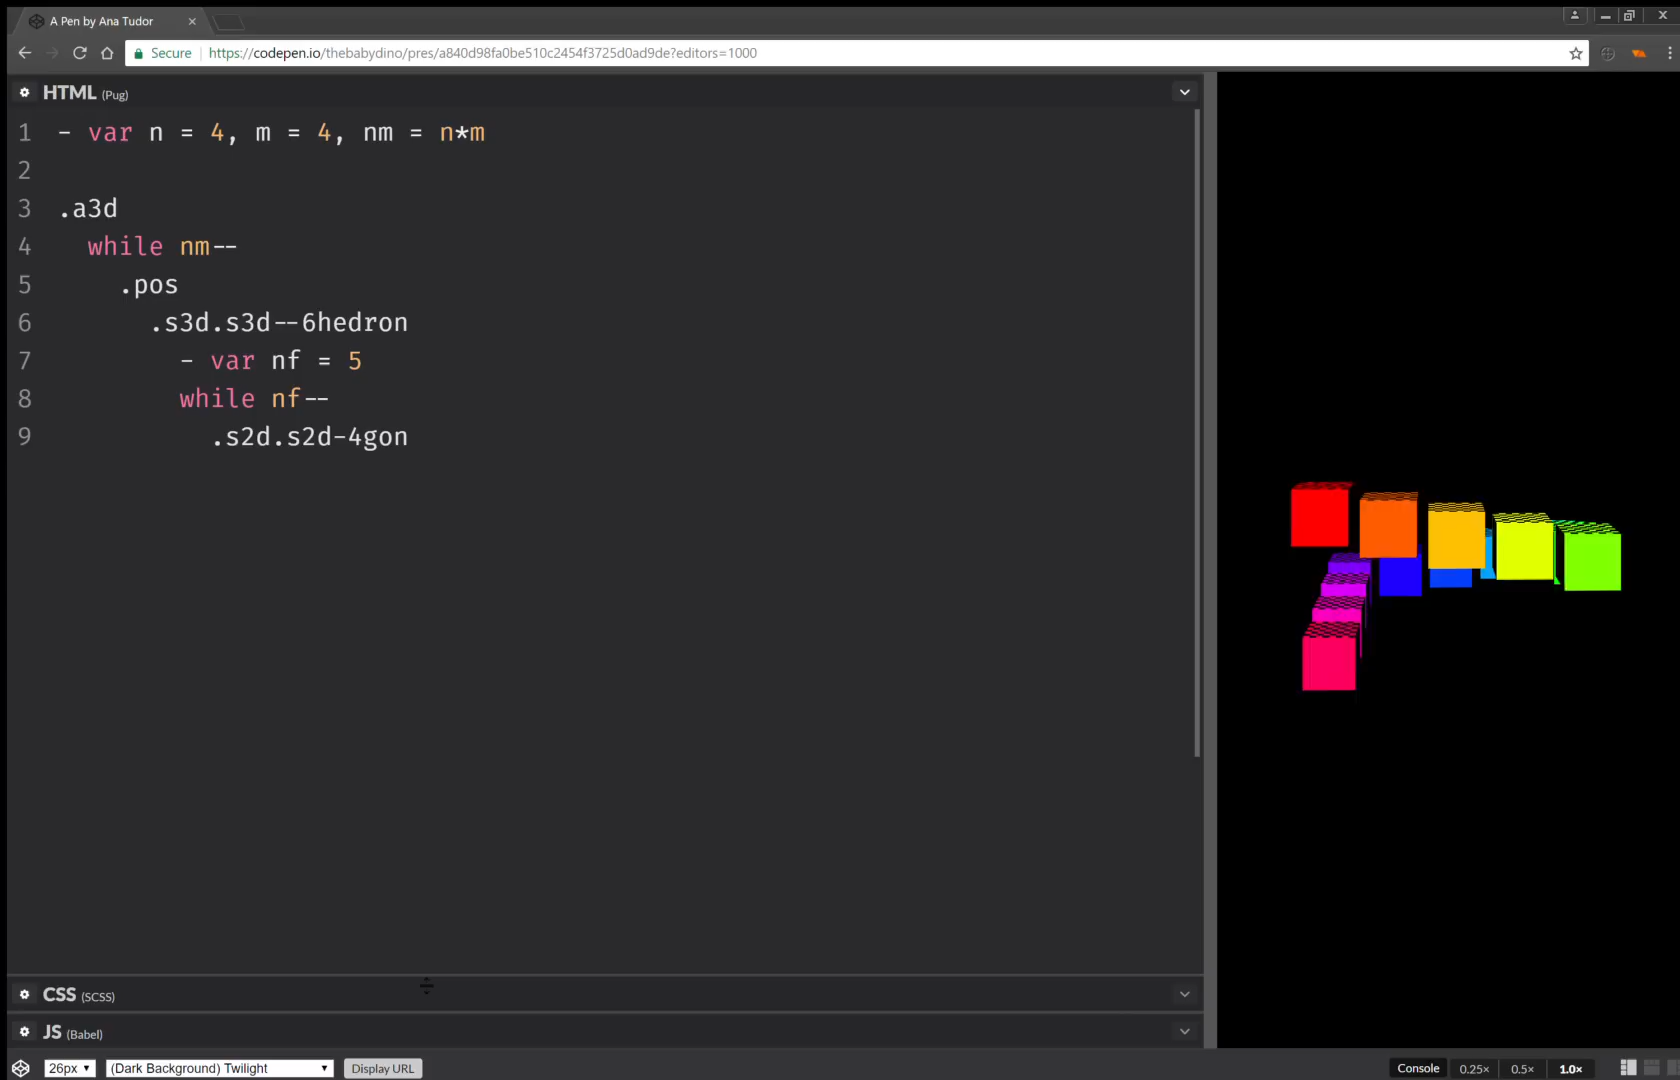 A Pen by Ana Tudor
Secure https://codepen.io/thebabydino/pres/a840d98fa0be510c2454f3725d0ad9de?editors=1000
HTML (Pug)
1 - var n = 4, m = 4, nm = n*m
2
3 .a3d
4 while nm--
5 .pos
6 .s3d.s3d--6hedron
7 - var nf = 5
8 while nf--
9 .s2d.s2d-4gon
CSS (SCSS)
JS (Babel)
26px (Dark Background) Twilight Display URL Console 0.25× 0.5× 1.0×